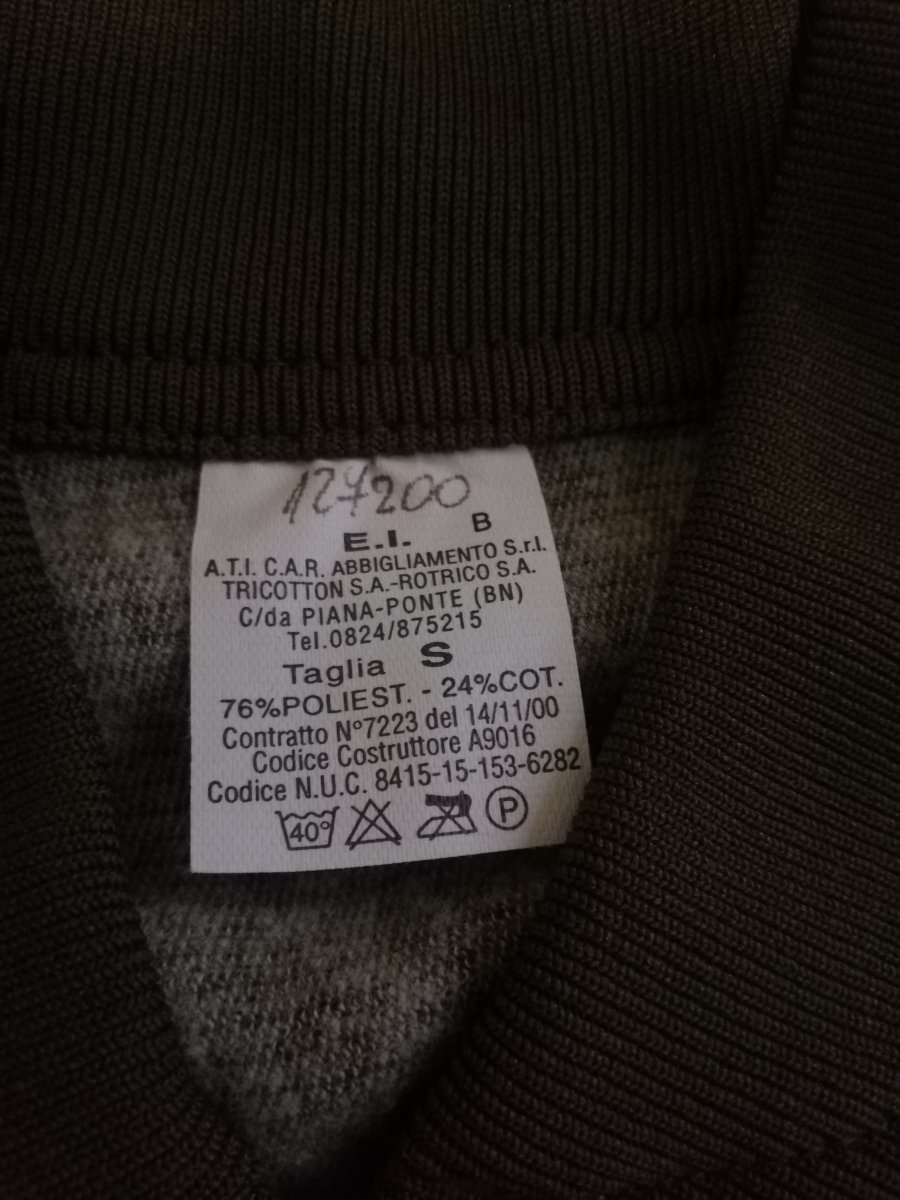 127200
E.I. B
A.T.I. C.A.R. ABBIGLIAMENTO S.r.l.
TRICOTTON S.A.-ROTRICO S.A.
C/da PIANA-PONTE (BN)
Tel.0824/875215
Taglia S
76%POLIEST. - 24%COT.
Contratto N°7223 del 14/11/00
Codice Costruttore A9016
Codice N.U.C. 8415-15-153-6282
40° P